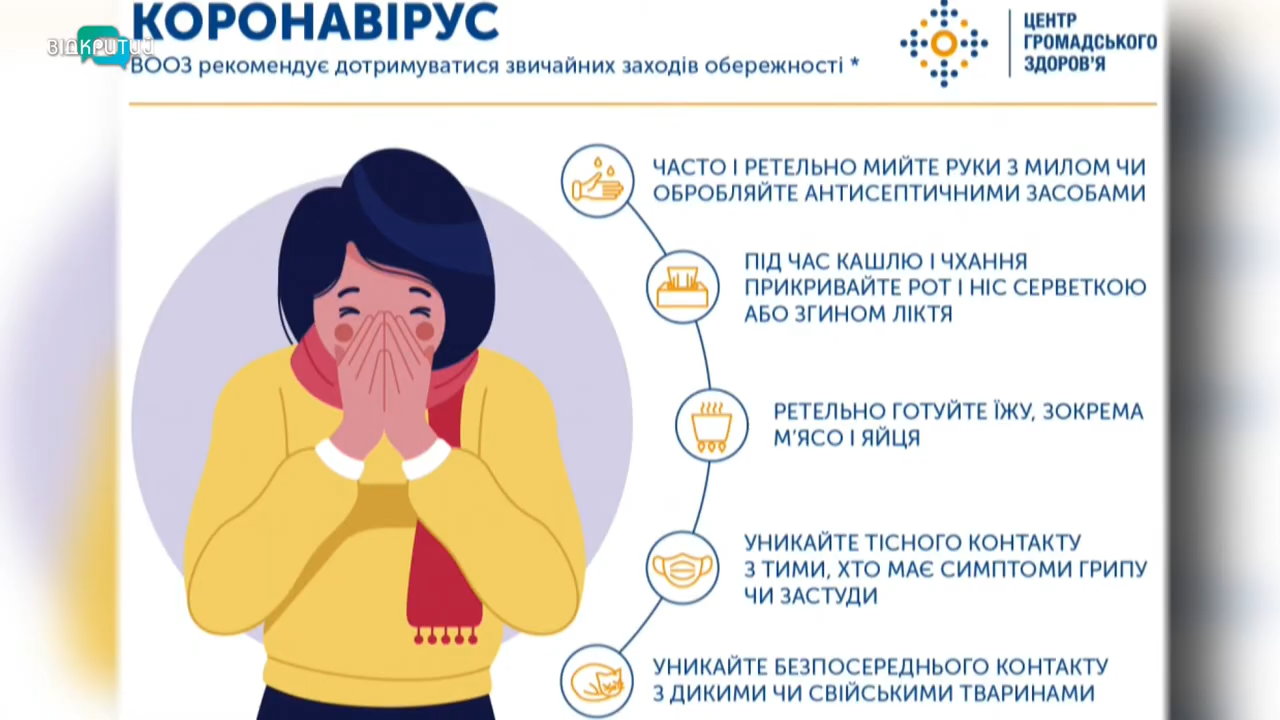 КОРОНАВІРУС
ВІДКРИТИЙ
ВООЗ рекомендує дотримуватися звичайних заходів обережності *
ЦЕНТР
ГРОМАДСЬКОГО
ЗДОРОВ'Я
ЧАСТО І РЕТЕЛЬНО МИЙТЕ РУКИ З МИЛОМ ЧИ
ОБРОБЛЯЙТЕ АНТИСЕПТИЧНИМИ ЗАСОБАМИ
ПІД ЧАС КАШЛЮ І ЧХАННЯ
ПРИКРИВАЙТЕ РОТ І НІС СЕРВЕТКОЮ
АБО ЗГИНОМ ЛІКТЯ
РЕТЕЛЬНО ГОТУЙТЕ ЇЖУ, ЗОКРЕМА
М'ЯСО І ЯЙЦЯ
УНИКАЙТЕ ТІСНОГО КОНТАКТУ
З ТИМИ, ХТО МАЄ СИМПТОМИ ГРИПУ
ЧИ ЗАСТУДИ
УНИКАЙТЕ БЕЗПОСЕРЕДНЬОГО КОНТАКТУ
З ДИКИМИ ЧИ СВІЙСЬКИМИ ТВАРИНАМИ